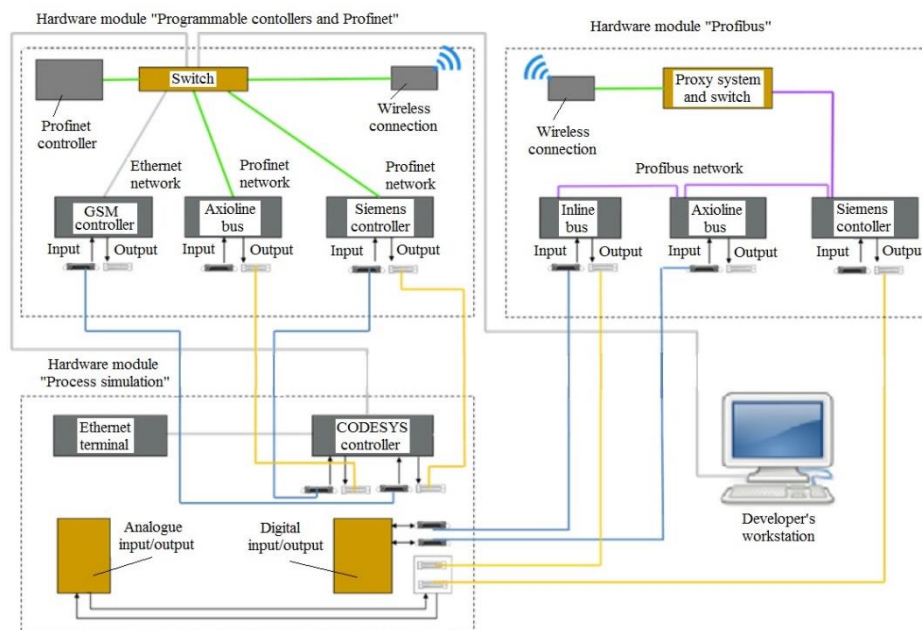 Hardware module "Programmable contollers and Profinet"
Hardware module "Profibus"
Switch
Profinet
controller
Wireless
connection
Ethernet
network
Profinet
network
Profinet
network
GSM
controller
Axioline
bus
Siemens
controller
Input
Output
Input
Output
Input
Output
Proxy system
and switch
Wireless
connection
Profibus network
Inline
bus
Axioline
bus
Siemens
contoller
Input
Output
Input
Output
Input
Output
Hardware module
"Process simulation"
Ethernet
terminal
CODESYS
controller
Analogue
input/output
Digital
input/output
Developer's
workstation